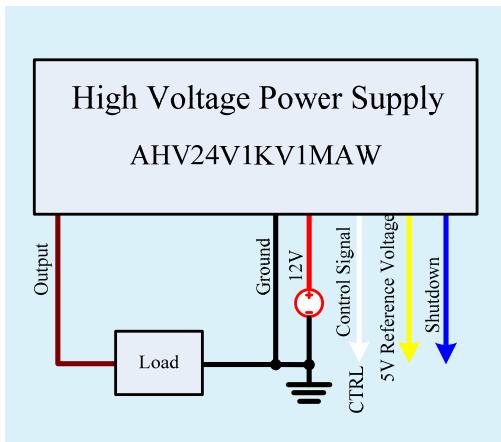 High Voltage Power Supply
AHV24V1KV1MAW
Output
Ground
12V
Control Signal
5V Reference Voltage
Shutdown
Load
CTRL